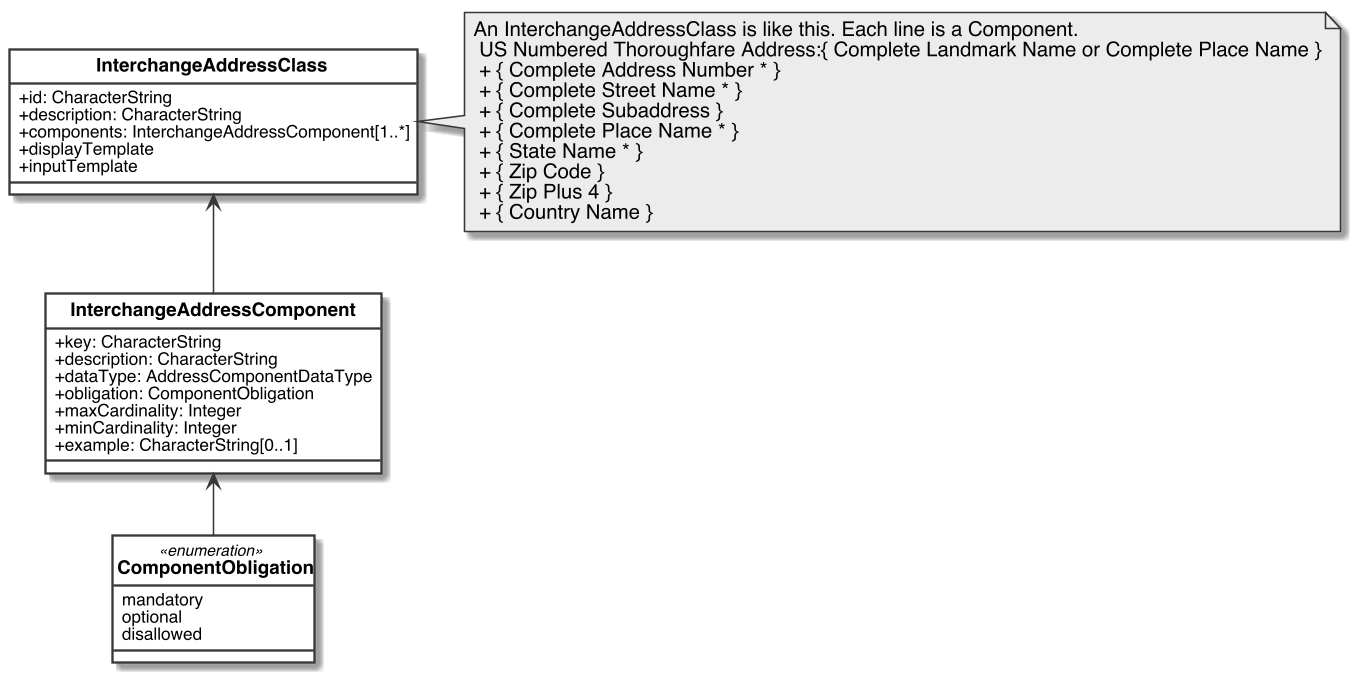 InterchangeAddressClass
+id: CharacterString
+description: CharacterString
+components: InterchangeAddressComponent[1..*]
+displayTemplate
+inputTemplate
An InterchangeAddressClass is like this. Each line is a Component.
US Numbered Thoroughfare Address:{ Complete Landmark Name or Complete Place Name }
+ { Complete Address Number * }
+ { Complete Street Name * }
+ { Complete Subaddress }
+ { Complete Place Name * }
+ { State Name * }
+ { Zip Code }
+ { Zip Plus 4 }
+ { Country Name }
InterchangeAddressComponent
+key: CharacterString
+description: CharacterString
+dataType: AddressComponentDataType
+obligation: ComponentObligation
+maxCardinality: Integer
+minCardinality: Integer
+example: CharacterString[0..1]
«enumeration»
ComponentObligation
mandatory
optional
disallowed